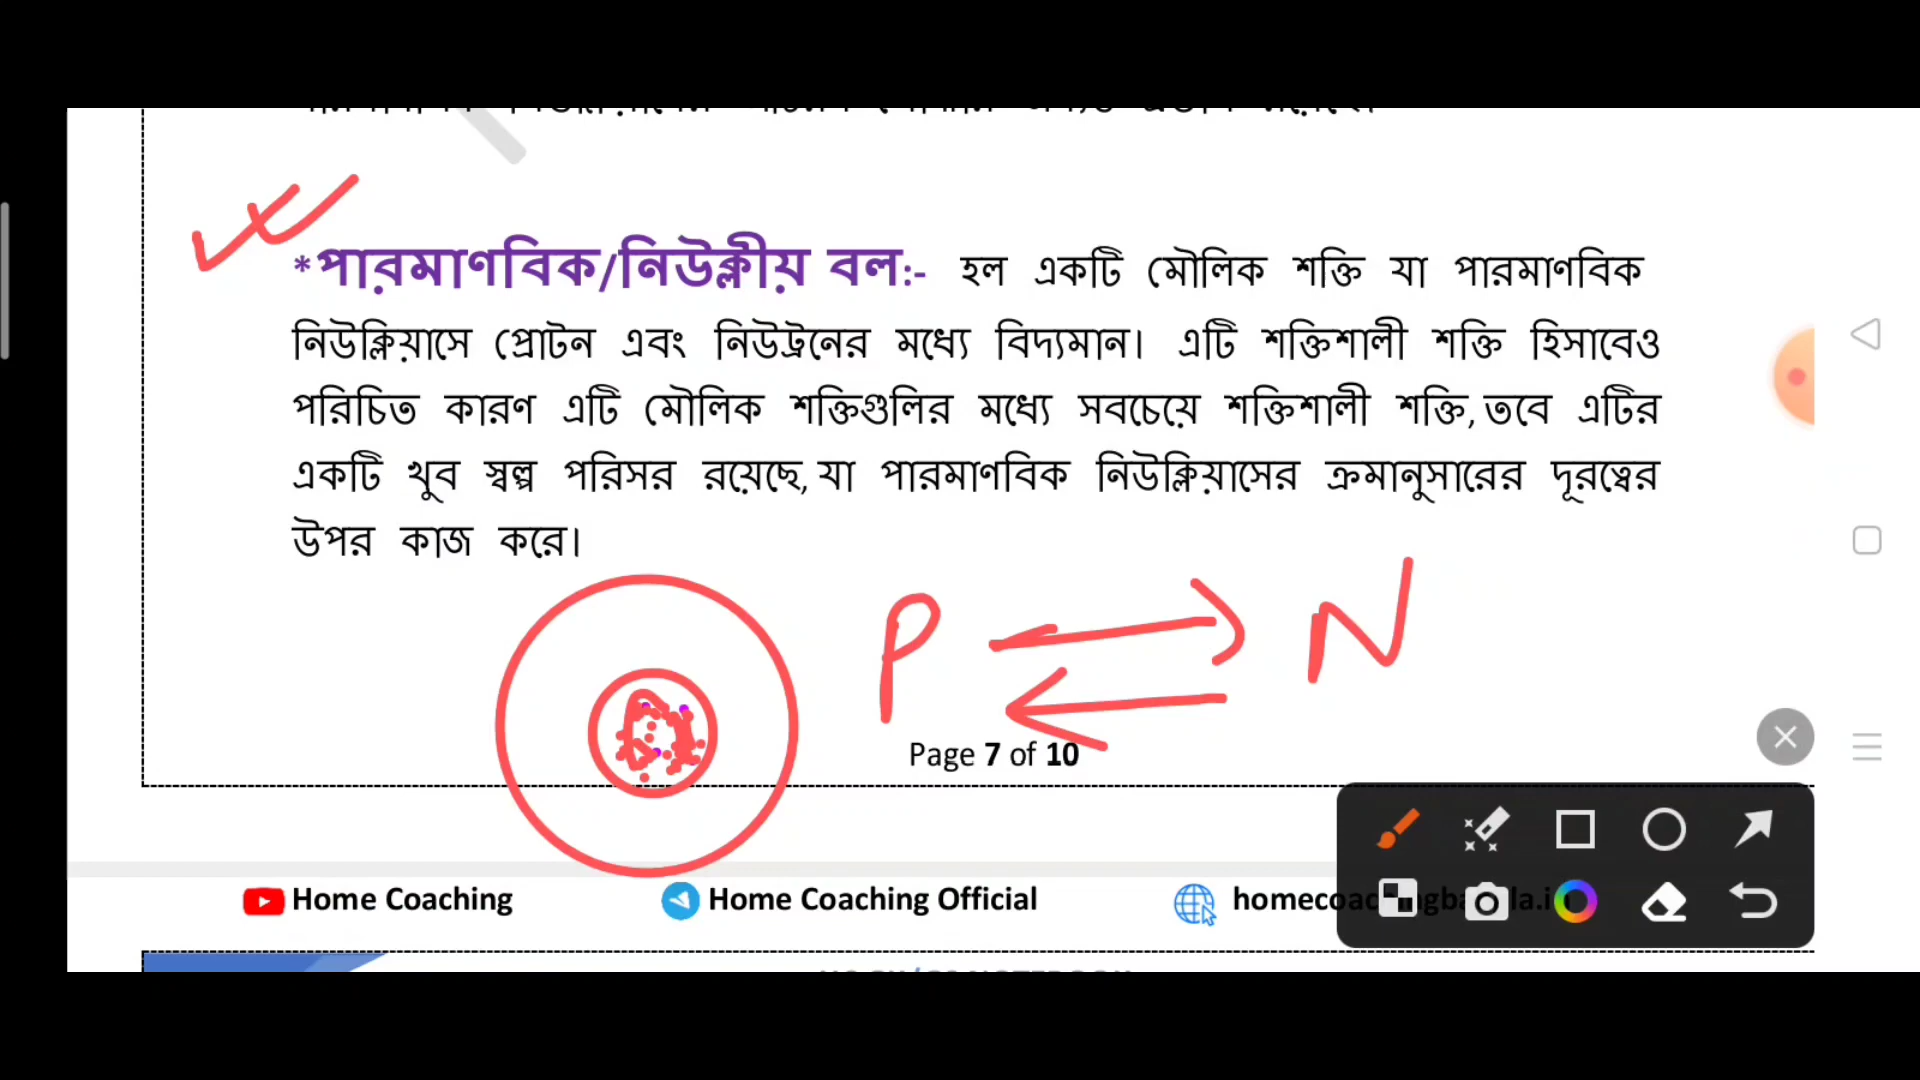 *পারমাণবিক/নিউক্লীয় বল:- হল একটি মৌলিক শক্তি যা পারমাণবিক
নিউক্লিয়াসে প্রোটন এবং নিউট্রনের মধ্যে বিদ্যমান। এটি শক্তিশালী শক্তি হিসাবেও
পরিচিত কারণ এটি মৌলিক শক্তিগুলির মধ্যে সবচেয়ে শক্তিশালী শক্তি, তবে এটির
একটি খুব স্বল্প পরিসর রয়েছে, যা পারমাণবিক নিউক্লিয়াসের ক্রমানুসারের দূরত্বের
উপর কাজ করে।
P N
Page 7 of 10
Home Coaching Home Coaching Official